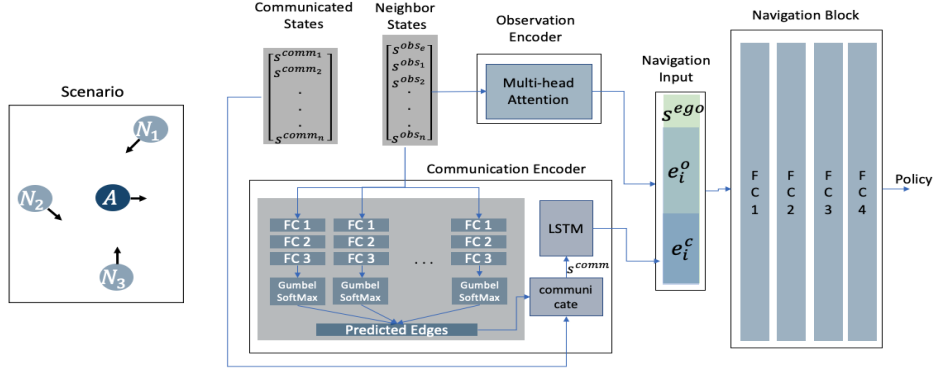 Communicated
States
Neighbor
States
Observation
Encoder
Navigation Block
Scenario
N₁
N₂
A
N₃
s^{comm₁}
s^{comm₂}
.
.
.
s^{commₙ}
s^{obsₑ}
s^{obs₁}
s^{obs₂}
.
.
.
s^{obsₙ}
Multi-head
Attention
Navigation
Input
s^{ego}
e_i^o
e_i^c
Communication Encoder
FC 1
FC 2
FC 3
Gumbel
SoftMax
FC 1
FC 2
FC 3
Gumbel
SoftMax
. . .
FC 1
FC 2
FC 3
Gumbel
SoftMax
Predicted Edges
LSTM
s^{comm}
communi
cate
F
C
1
F
C
2
F
C
3
F
C
4
Policy